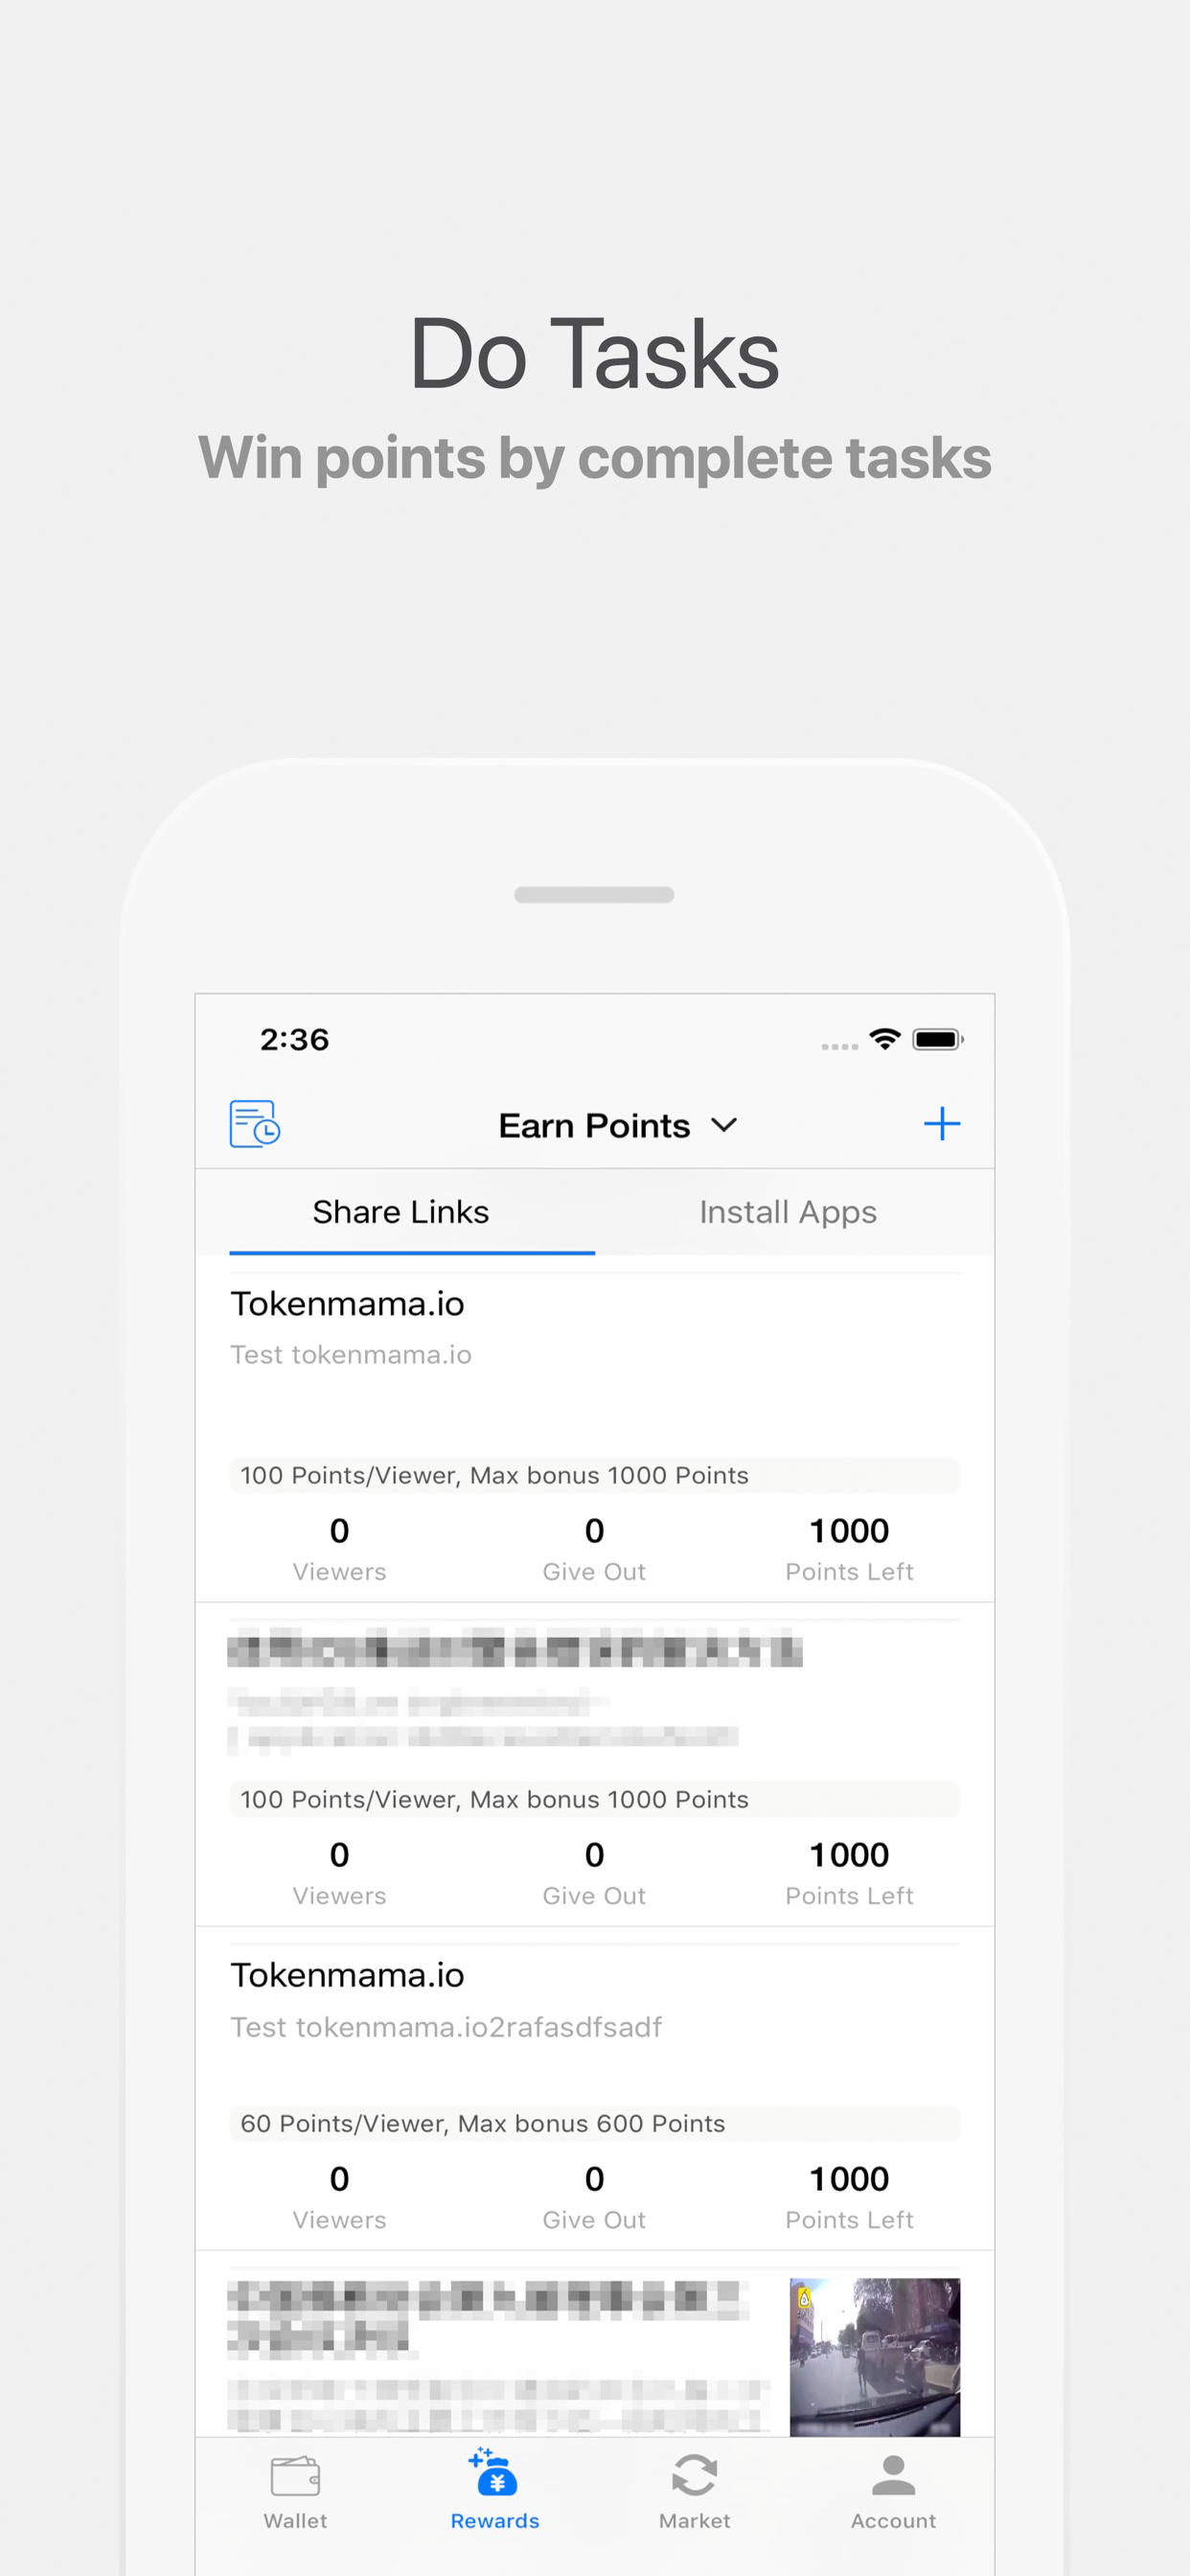 Do Tasks
Win points by complete tasks
2:36
Earn Points
Share Links Install Apps
Tokenmama.io
Test tokenmama.io
100 Points/Viewer, Max bonus 1000 Points
0 0 1000
Viewers Give Out Points Left
100 Points/Viewer, Max bonus 1000 Points
0 0 1000
Viewers Give Out Points Left
Tokenmama.io
Test tokenmama.io2rafasdfsadf
60 Points/Viewer, Max bonus 600 Points
0 0 1000
Viewers Give Out Points Left
Wallet Rewards Market Account